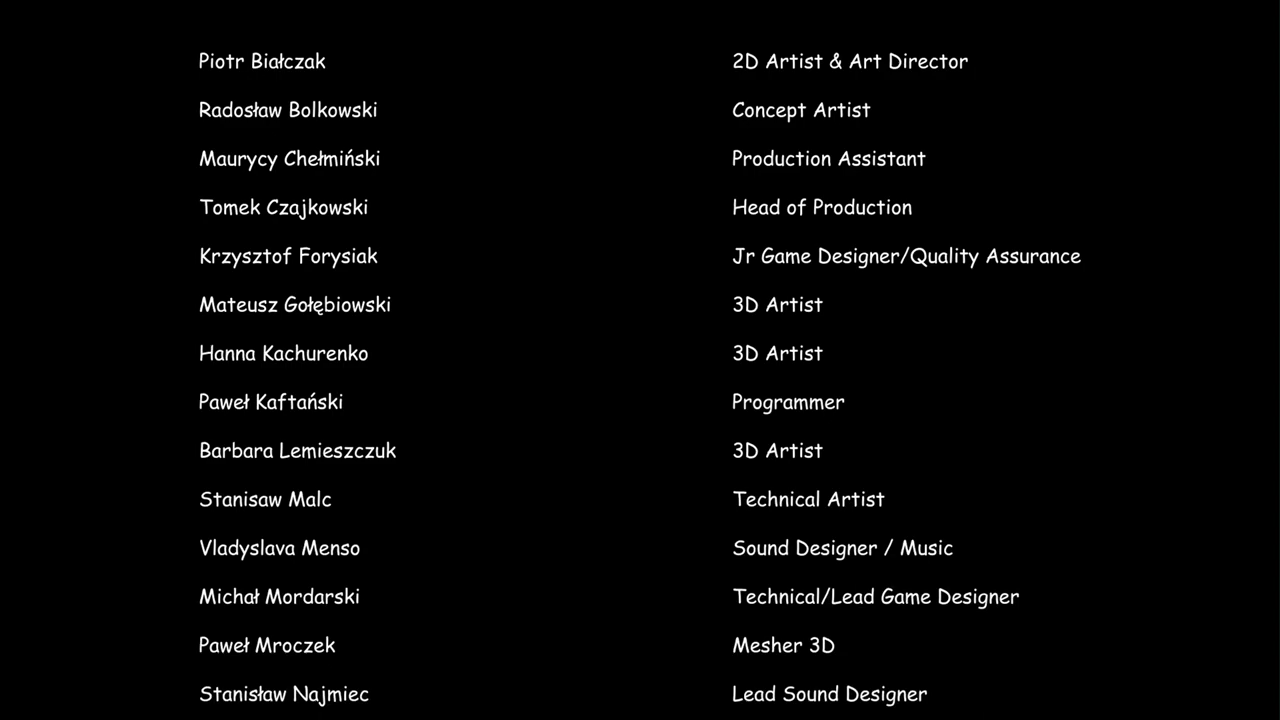 Piotr Białczak 2D Artist & Art Director
Radosław Bolkowski Concept Artist
Maurycy Chełmiński Production Assistant
Tomek Czajkowski Head of Production
Krzysztof Forysiak Jr Game Designer/Quality Assurance
Mateusz Gołębiowski 3D Artist
Hanna Kachurenko 3D Artist
Paweł Kaftański Programmer
Barbara Lemieszczuk 3D Artist
Stanisaw Malc Technical Artist
Vladyslava Menso Sound Designer / Music
Michał Mordarski Technical/Lead Game Designer
Paweł Mroczek Mesher 3D
Stanisław Najmiec Lead Sound Designer